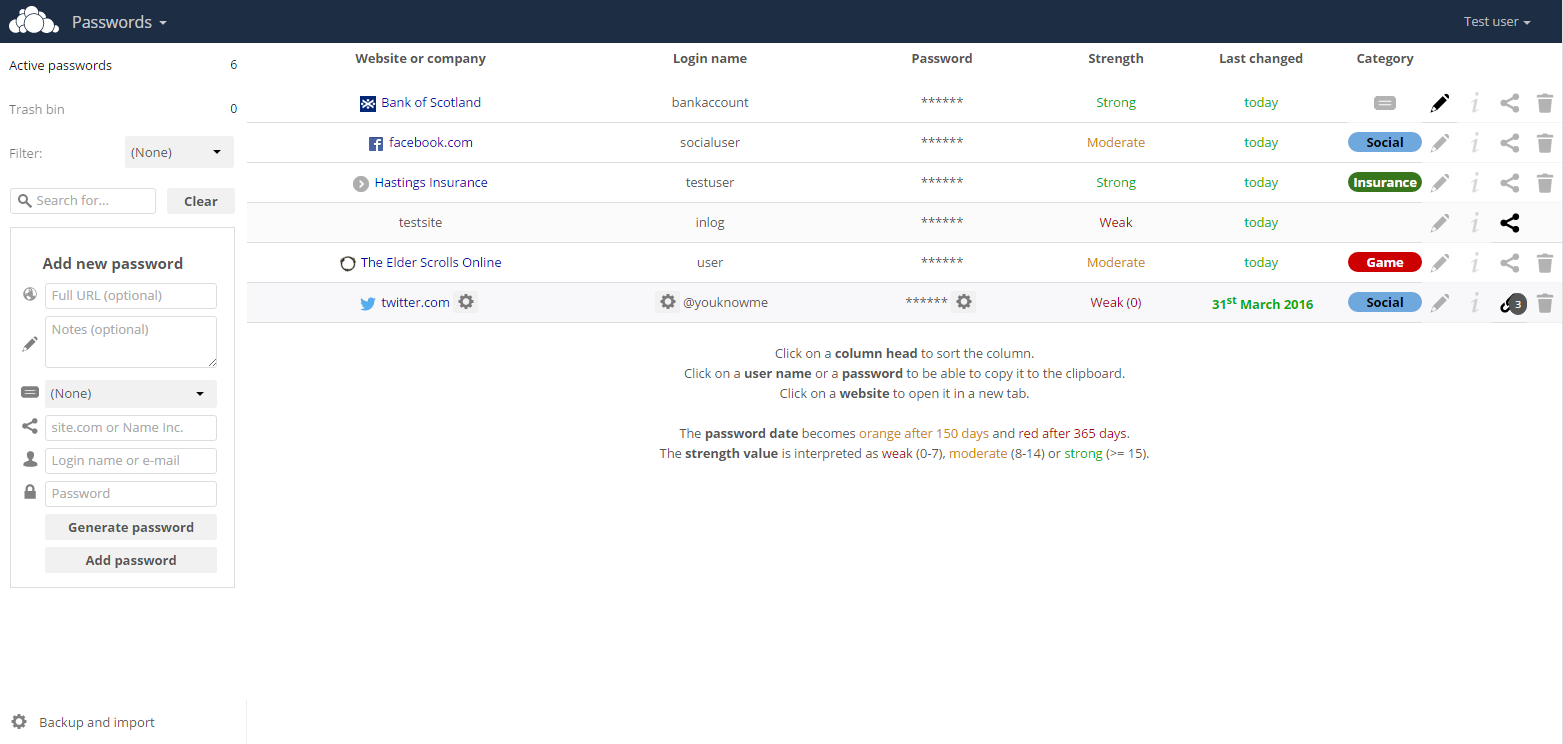 Passwords
Test user
Active passwords 6
Trash bin 0
Filter: (None)
Search for... Clear
Add new password
Full URL (optional)
Notes (optional)
(None)
site.com or Name Inc.
Login name or e-mail
Password
Generate password
Add password
Backup and import
Website or company Login name Password Strength Last changed Category
Bank of Scotland bankaccount ****** Strong today
facebook.com socialuser ****** Moderate today Social
Hastings Insurance testuser ****** Strong today Insurance
testsite inlog ****** Weak today
The Elder Scrolls Online user ****** Moderate today Game
twitter.com @youknowme ****** Weak (0) 31st March 2016 Social 3
Click on a column head to sort the column.
Click on a user name or a password to be able to copy it to the clipboard.
Click on a website to open it in a new tab.
The password date becomes orange after 150 days and red after 365 days.
The strength value is interpreted as weak (0-7), moderate (8-14) or strong (>= 15).